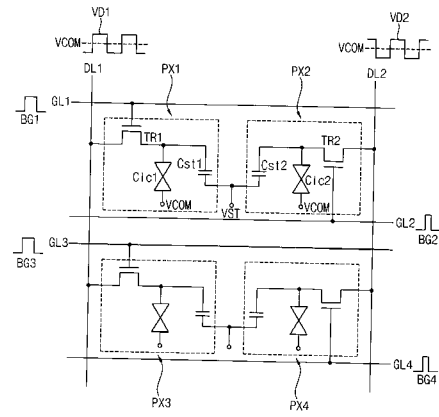 VD1 VD2
VCOM VCOM
DL1 PX1 PX2 DL2
GL1
BG1
TR1 TR2
Cst1 Cst2
Clc1 Clc2
VCOM VST VCOM
GL2
BG2
GL3
BG3
GL4
BG4
PX3 PX4